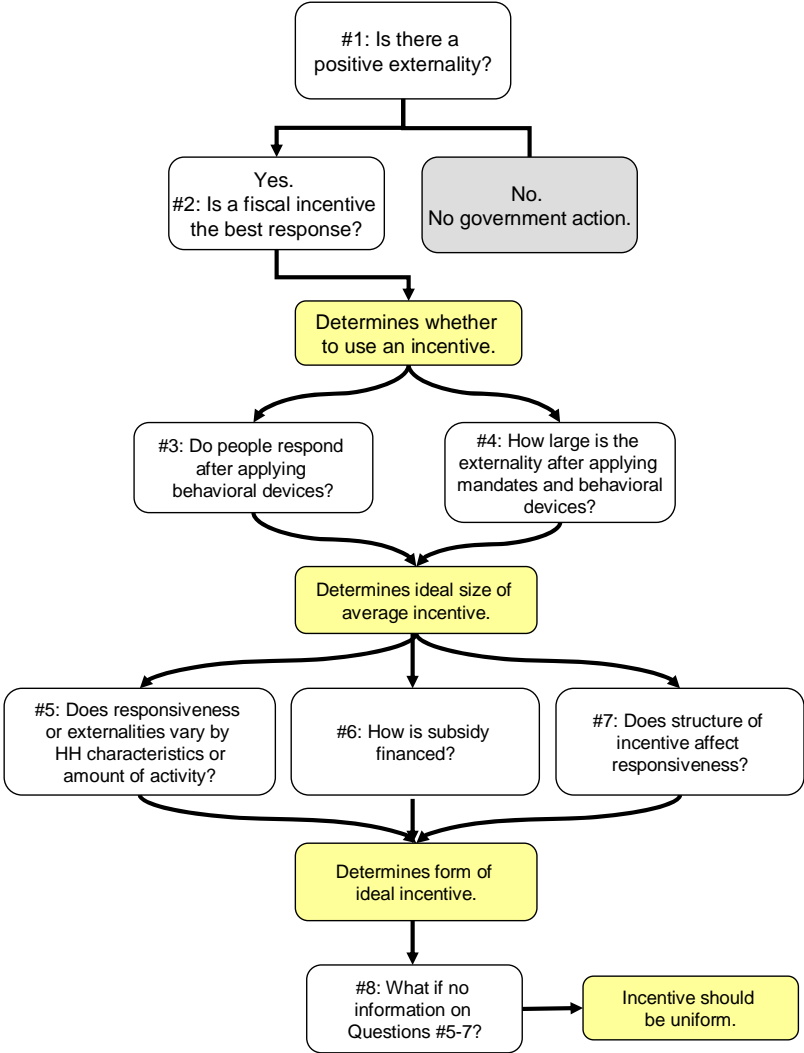 #1: Is there a
positive externality?
Yes.
#2: Is a fiscal incentive
the best response?
No.
No government action.
Determines whether
to use an incentive.
#3: Do people respond
after applying
behavioral devices?
#4: How large is the
externality after applying
mandates and behavioral
devices?
Determines ideal size of
average incentive.
#5: Does responsiveness
or externalities vary by
HH characteristics or
amount of activity?
#6: How is subsidy
financed?
#7: Does structure of
incentive affect
responsiveness?
Determines form of
ideal incentive.
#8: What if no
information on
Questions #5-7?
Incentive should
be uniform.